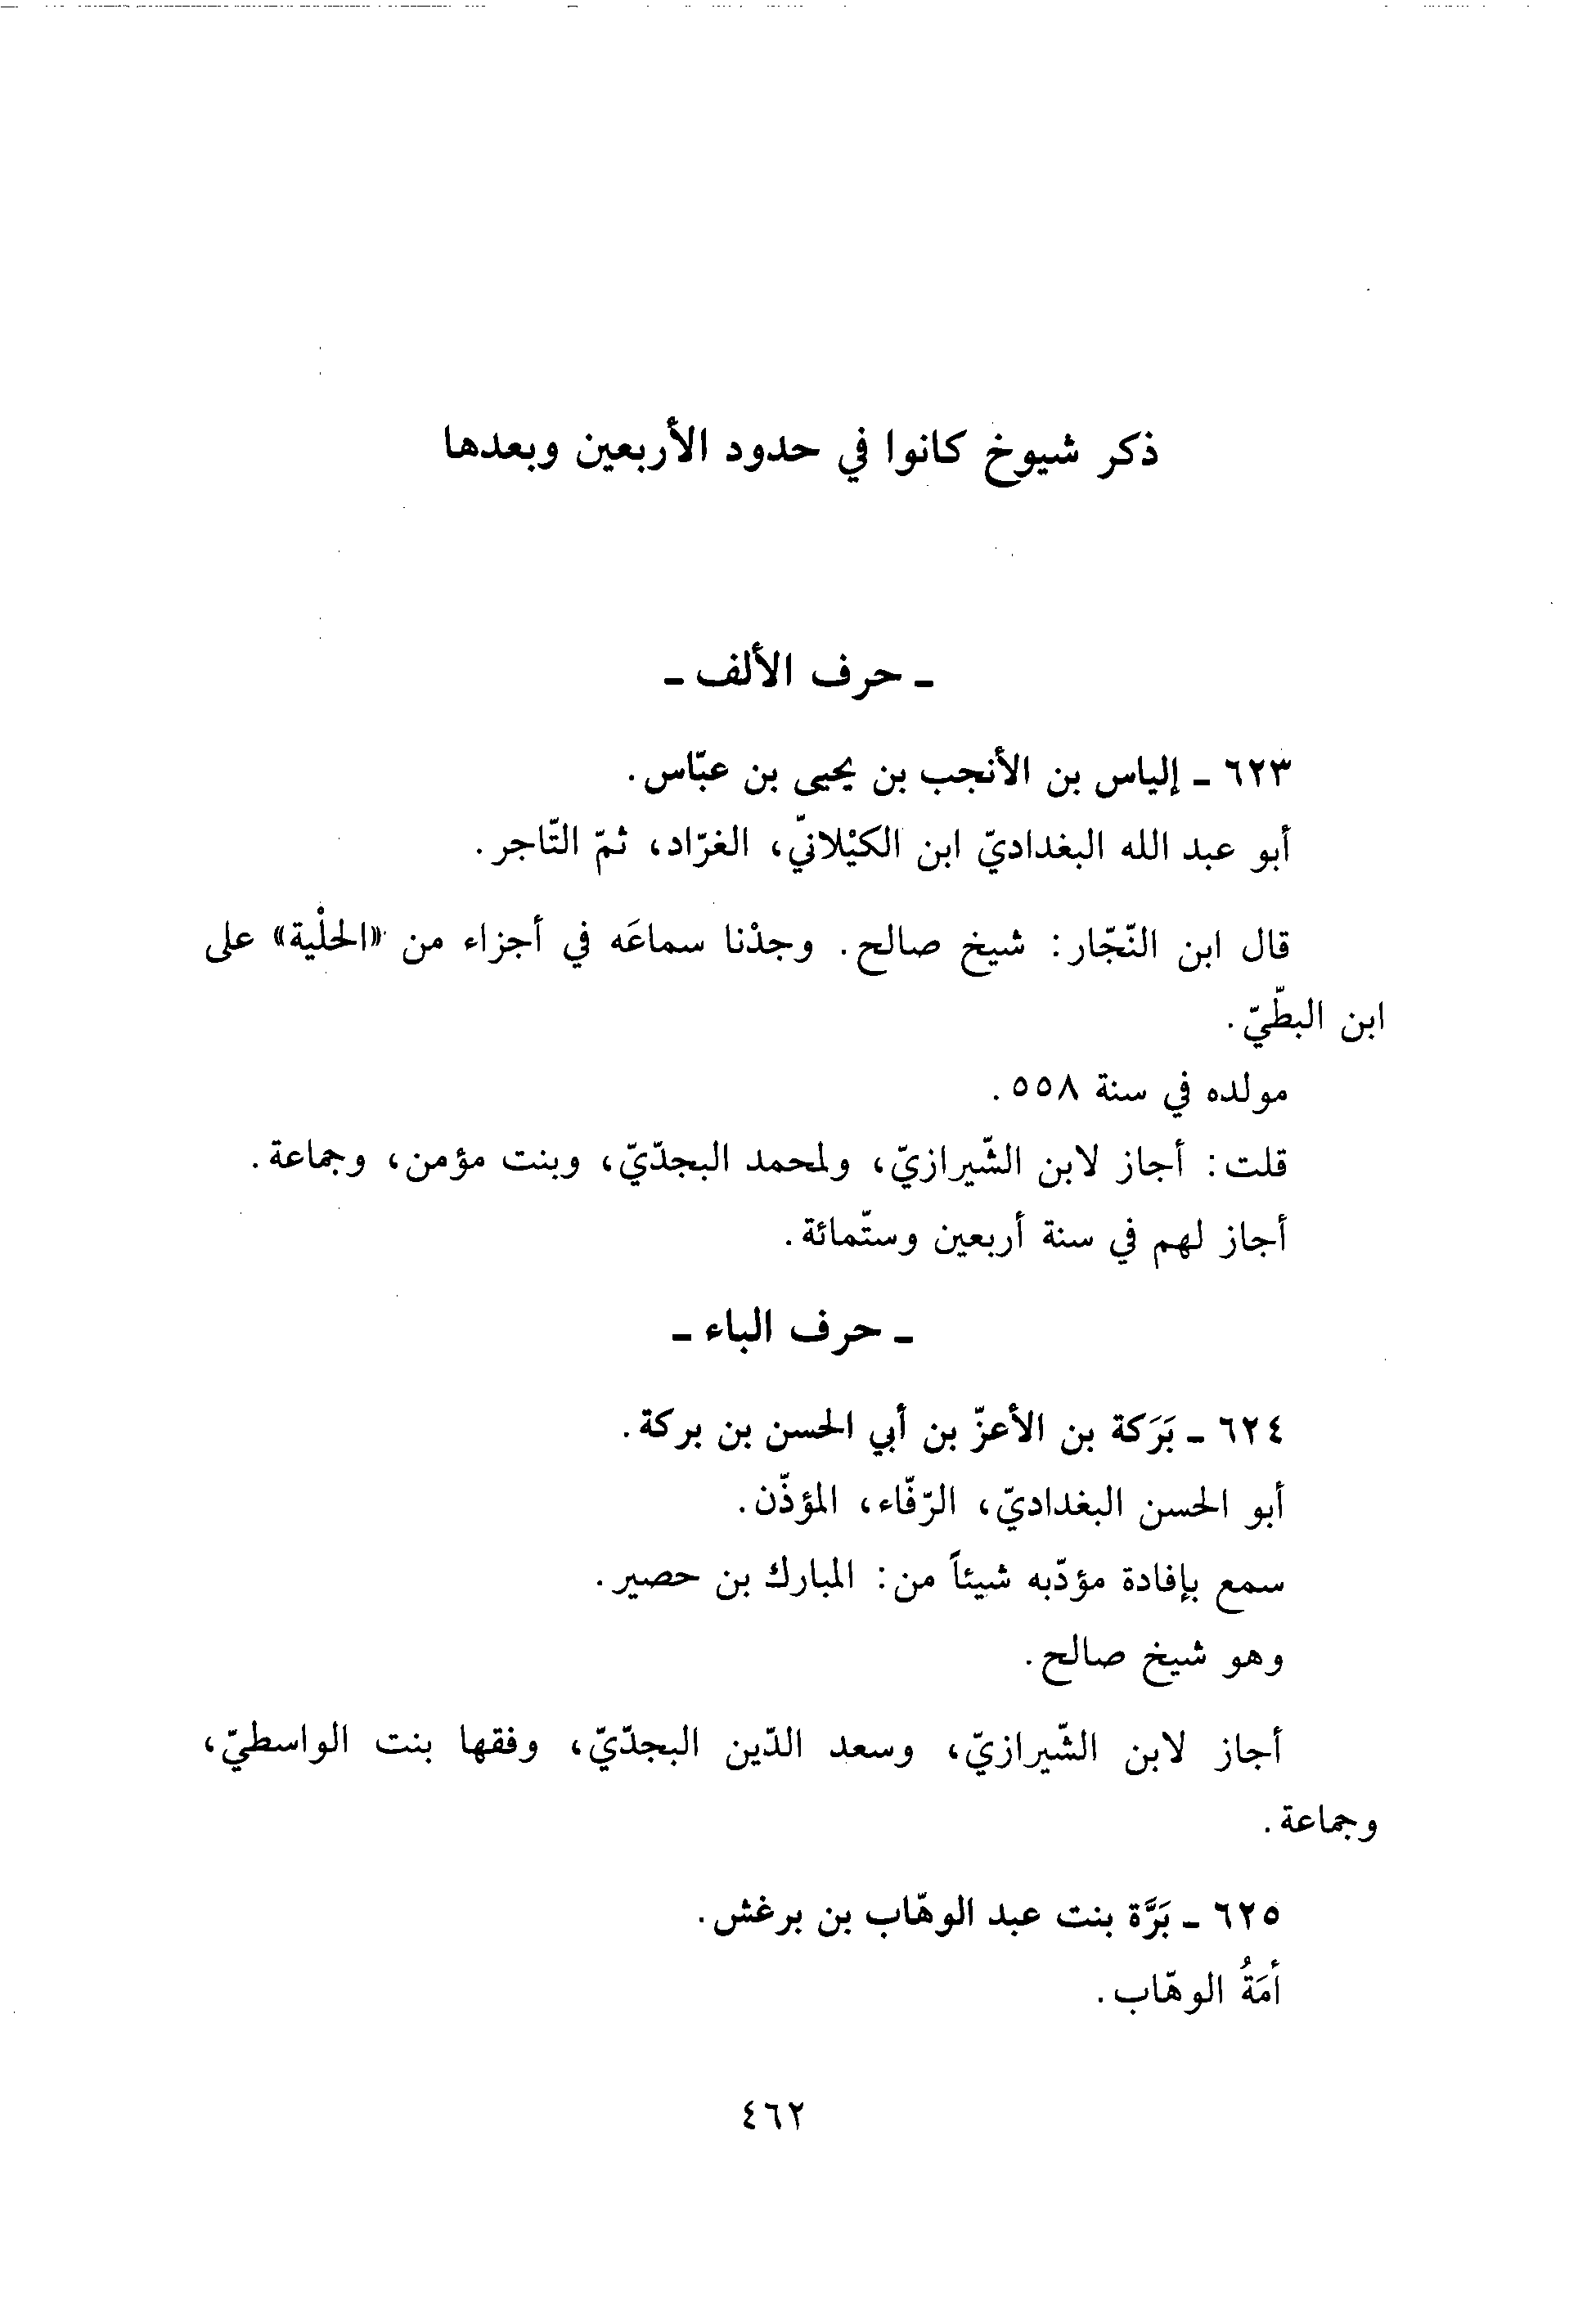 ذكر شيوخ كانوا في حدود الأربعين وبعدها
ـ حرف الألف ـ
٦٢٣ ـ إلياس بن الأنجب بن يحيى بن عبّاس.
أبو عبد الله البغداديّ ابن الكيْلانيّ، الغرّاد، ثمّ التّاجر.
قال ابن النّجّار: شيخ صالح. وجدْنا سماعَه في أجزاء من «الحلْية» على
ابن البطّيّ.
مولده في سنة ٥٥٨.
قلت: أجاز لابن الشّيرازيّ، ولمحمد البجدّيّ، وبنت مؤمن، وجماعة.
أجاز لهم في سنة أربعين وستّمائة.
ـ حرف الباء ـ
٦٢٤ ـ بَرَكة بن الأعزّ بن أبي الحسن بن بركة.
أبو الحسن البغداديّ، الرّفّاء، المؤذّن.
سمع بإفادة مؤدّبه شيئاً من: المبارك بن حصير.
وهو شيخ صالح.
أجاز لابن الشّيرازيّ، وسعد الدّين البجدّيّ، وفقها بنت الواسطيّ،
وجماعة.
٦٢٥ ـ بَرَّة بنت عبد الوهّاب بن برغش.
أمَةُ الوهّاب.
٤٦٢